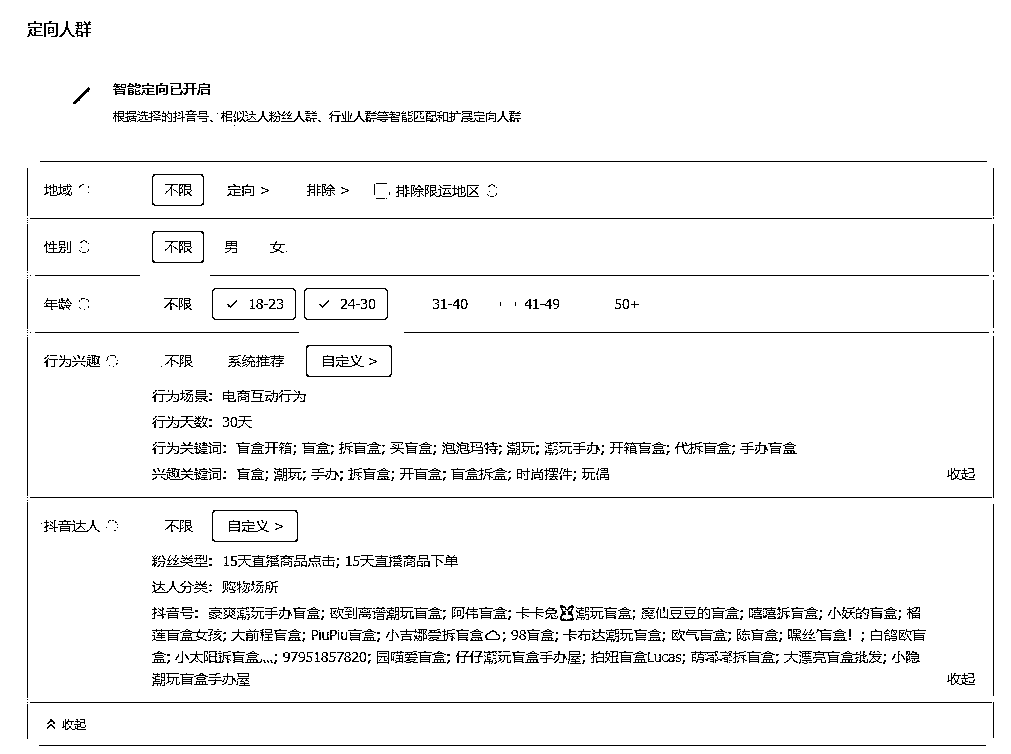 定向人群
智能定向已开启
根据选择的抖音号、相似达人粉丝人群、行业人群等智能匹配和扩展定向人群
地域 不限 定向 > 排除 > 排除限运地区
性别 不限 男 女
年龄 不限 18-23 24-30 31-40 41-49 50+
行为兴趣 不限 系统推荐 自定义 >
行为场景: 电商互动行为
行为天数: 30天
行为关键词: 盲盒开箱; 盲盒; 拆盲盒; 买盲盒; 泡泡玛特; 潮玩; 潮玩手办; 开箱盲盒; 代拆盲盒; 手办盲盒
兴趣关键词: 盲盒; 潮玩; 手办; 拆盲盒; 开盲盒; 盲盒拆盒; 时尚摆件; 玩偶 收起
抖音达人 不限 自定义 >
粉丝类型: 15天直播商品点击; 15天直播商品下单
达人分类: 购物场所
抖音号: 豪爽潮玩手办盲盒; 欧到离谱潮玩盲盒; 阿伟盲盒; 卡卡兔潮玩盲盒; 魔仙豆豆的盲盒; 嘻嘻拆盲盒; 小妖的盲盒; 榴
莲盲盒女孩; 大前程盲盒; PiuPiu盲盒; 小吉娜爱拆盲盒; 98盲盒; 卡布达潮玩盲盒; 欧气盲盒; 陈盲盒; 嘿丝盲盒! ; 白鸽欧盲
盒; 小太阳拆盲盒灬; 97951857820; 园喵爱盲盒; 仔仔潮玩盲盒手办屋; 拍妞盲盒Lucas; 萌拆盲盒; 大漂亮盲盒批发; 小隐
潮玩盲盒手办屋 收起
收起